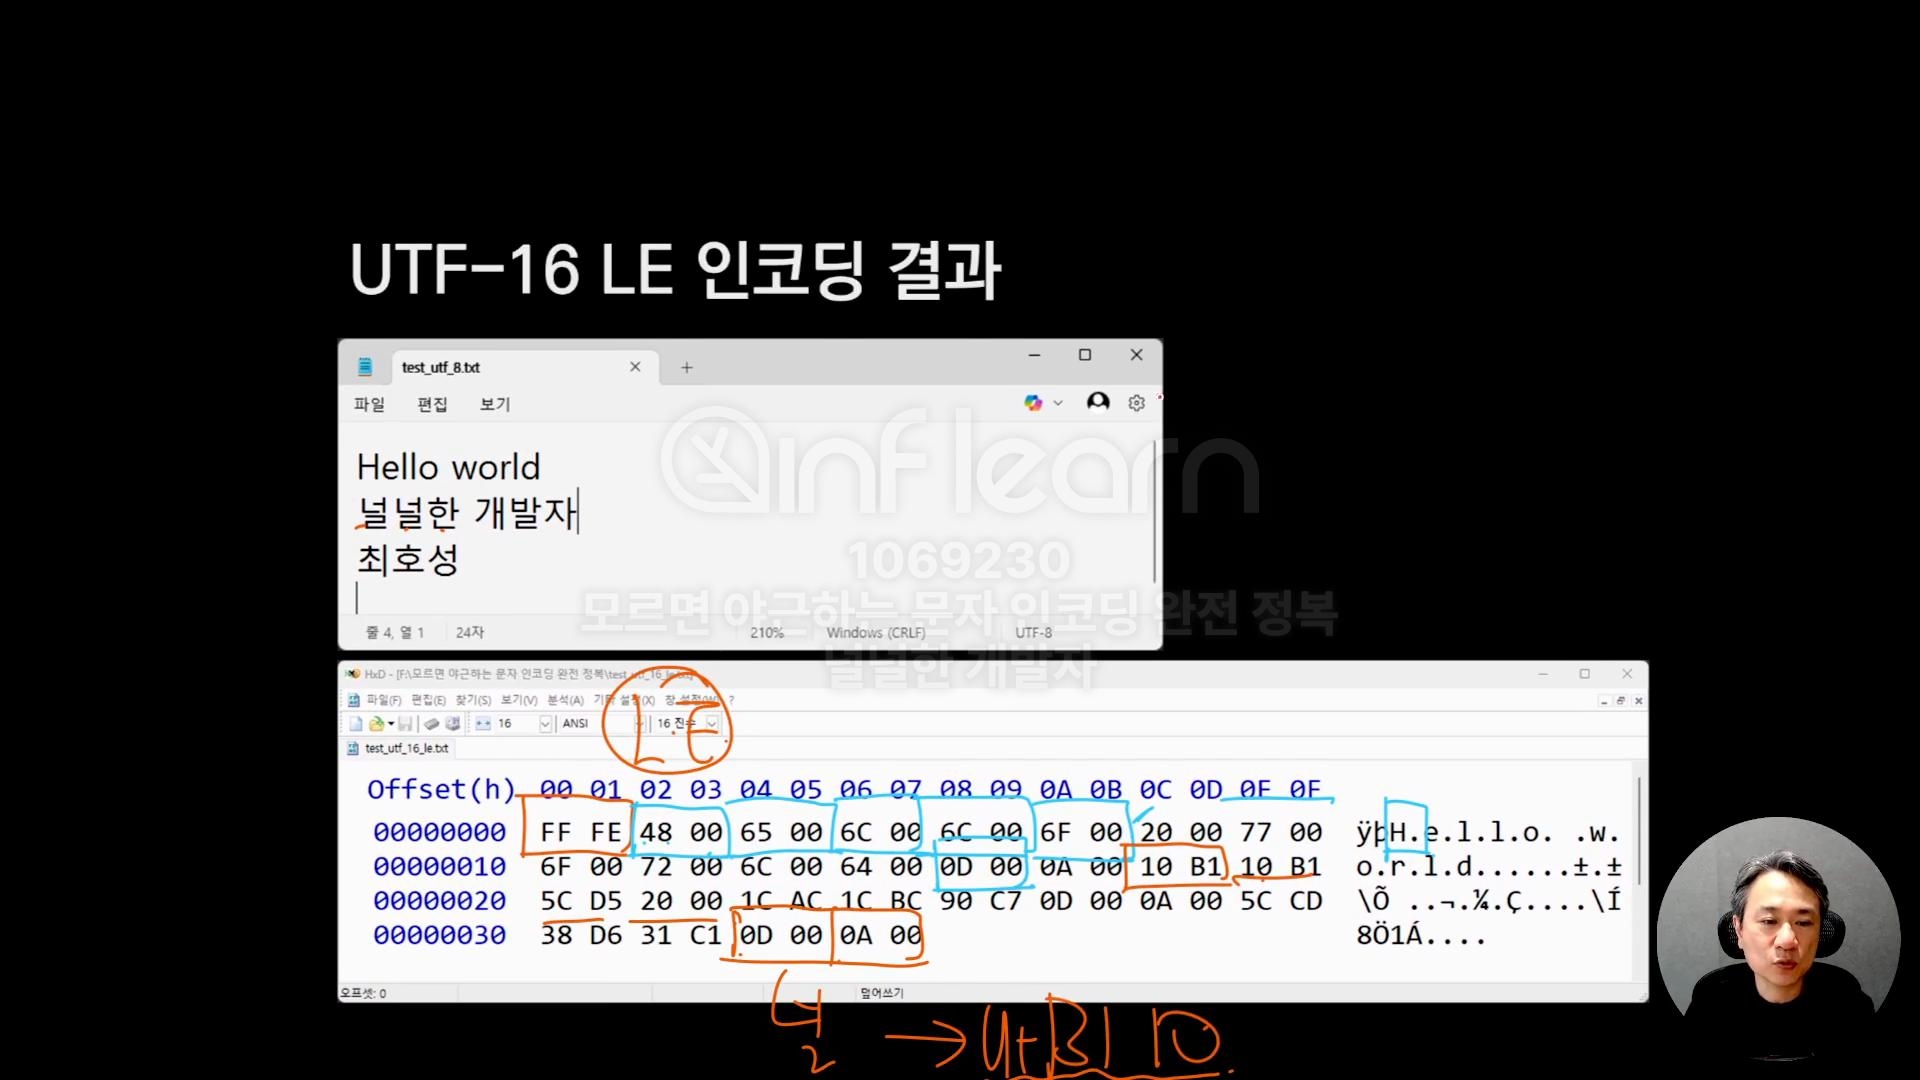 UTF-16 LE 인코딩 결과
test_utf_8.txt
파일 편집 보기
Hello world
널널한 개발자
최호성
줄 4, 열 1 24자 210% Windows (CRLF) UTF-8
inflearn
1069230
모르면 야근하는 문자 인코딩 완전 정복
널널한 개발자
HxD - [F:\모르면 야근하는 문자 인코딩 완전 정복\test_utf_16_le.txt]
파일(F) 편집(E) 찾기(S) 보기(V) 분석(A) 기타 설정(X) 창 설정(W) ?
16 ANSI 16 진수
LE
test_utf_16_le.txt
Offset(h) 00 01 02 03 04 05 06 07 08 09 0A 0B 0C 0D 0E 0F
00000000 FF FE 48 00 65 00 6C 00 6C 00 6F 00 20 00 77 00 ÿþH.e.l.l.o. .w.
00000010 6F 00 72 00 6C 00 64 00 0D 00 0A 00 10 B1 10 B1 o.r.l.d......±.±
00000020 5C D5 20 00 1C AC 1C BC 90 C7 0D 00 0A 00 5C CD \Õ ..¬.¼.Ç....\Í
00000030 38 D6 31 C1 0D 00 0A 00 8Ö1Á....
오프셋: 0 덮어쓰기
널 → U+B110